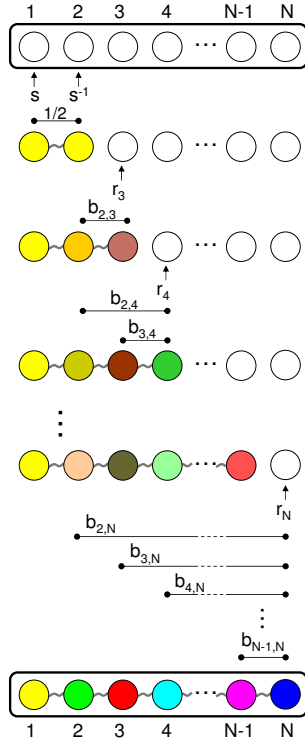 1 2 3 4 N-1 N
...
s s⁻¹
1/2
...
r₃
b₂,₃
...
r₄
b₂,₄
b₃,₄
...
...
r_N
b₂,N
b₃,N
b₄,N
b_N-1,N
...
1 2 3 4 N-1 N